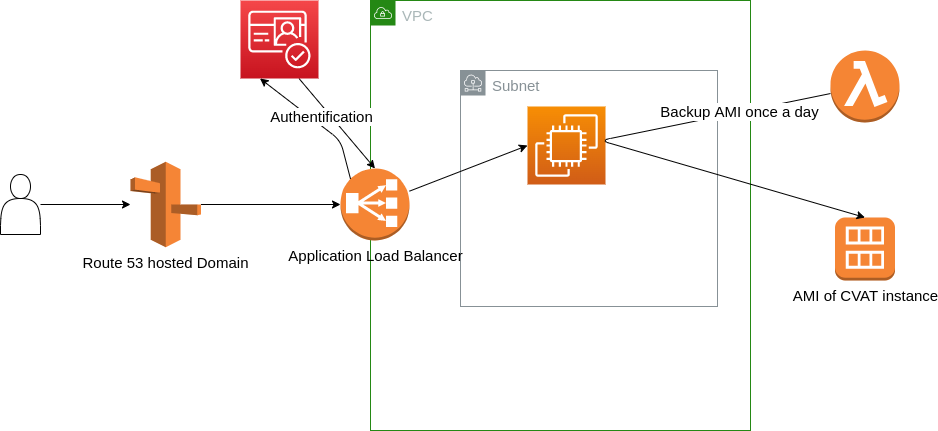 VPC
Subnet
Authentification
Backup AMI once a day
Route 53 hosted Domain
Application Load Balancer
AMI of CVAT instance